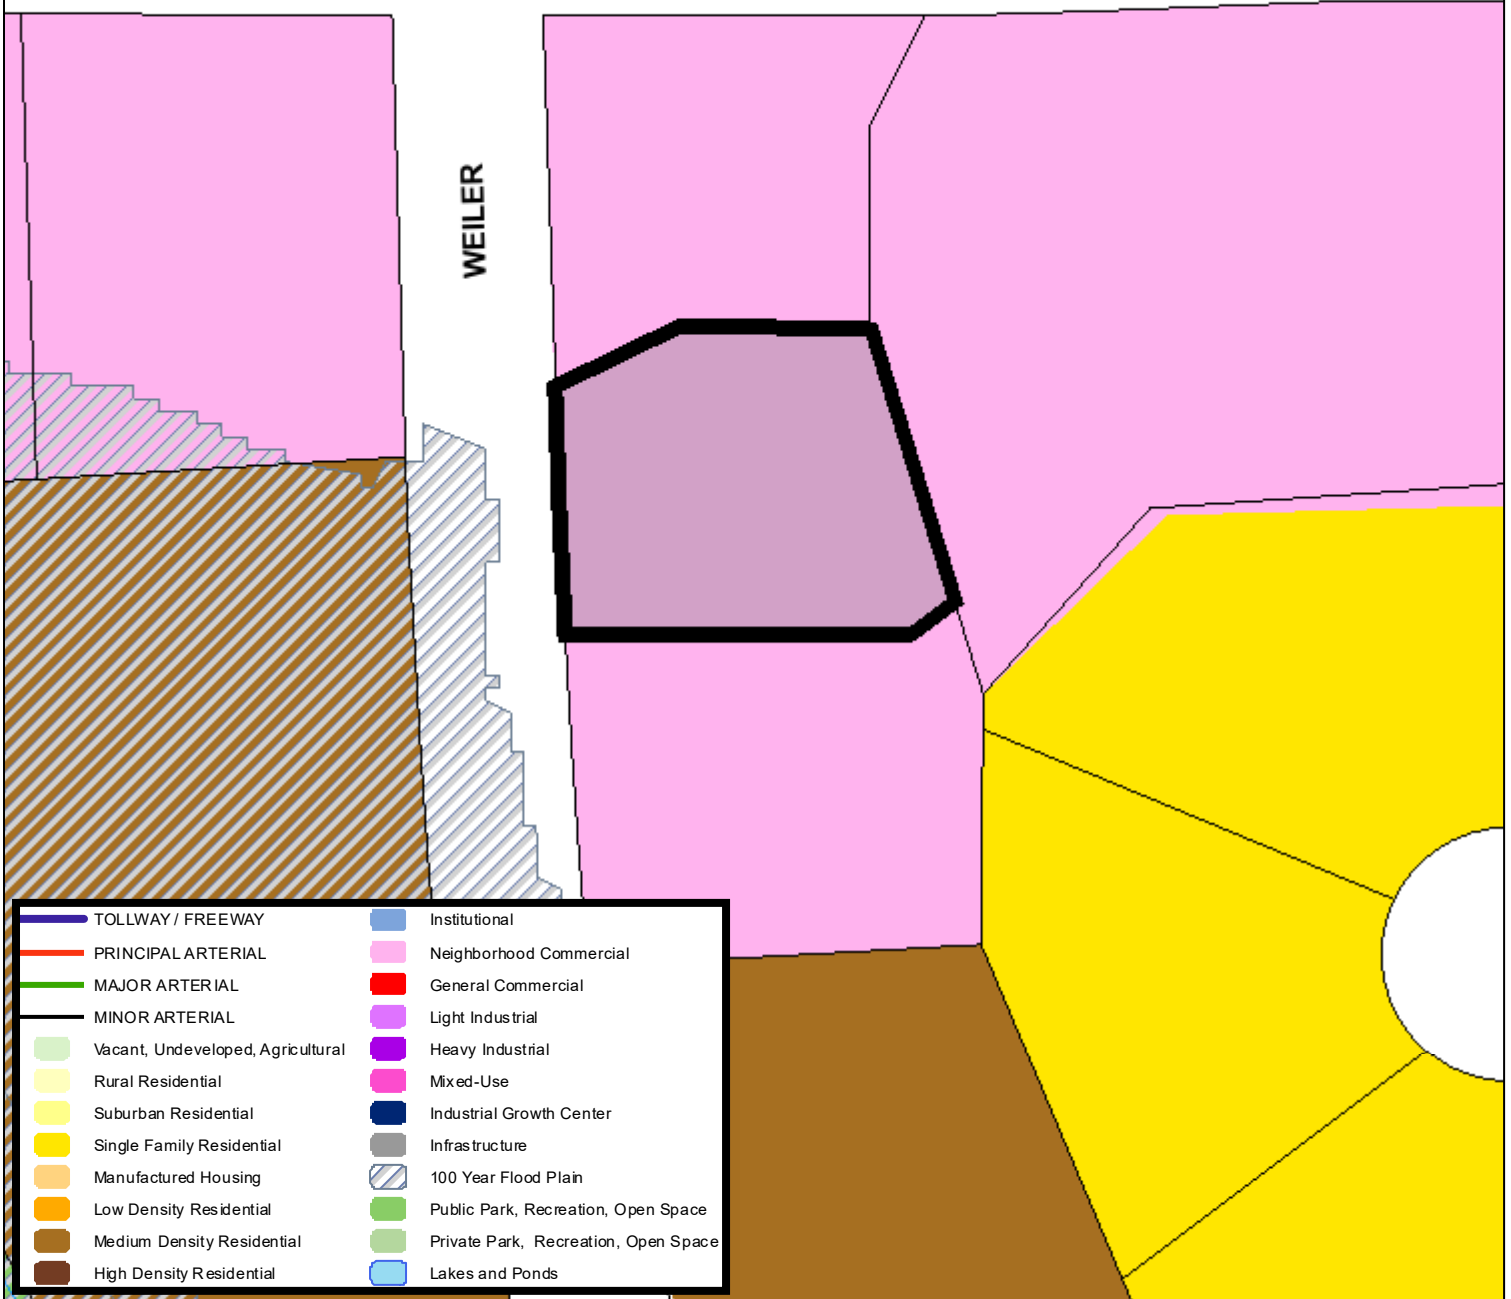 WEILER
TOLLWAY / FREEWAY
PRINCIPAL ARTERIAL
MAJOR ARTERIAL
MINOR ARTERIAL
Vacant, Undeveloped, Agricultural
Rural Residential
Suburban Residential
Single Family Residential
Manufactured Housing
Low Density Residential
Medium Density Residential
High Density Residential
Institutional
Neighborhood Commercial
General Commercial
Light Industrial
Heavy Industrial
Mixed-Use
Industrial Growth Center
Infrastructure
100 Year Flood Plain
Public Park, Recreation, Open Space
Private Park, Recreation, Open Space
Lakes and Ponds